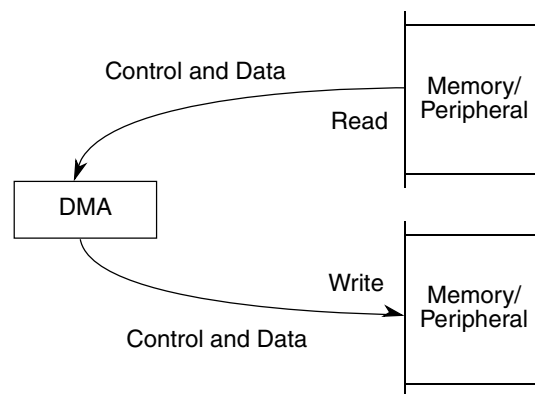 Control and Data
Memory/
Peripheral
Read
DMA
Write
Memory/
Peripheral
Control and Data